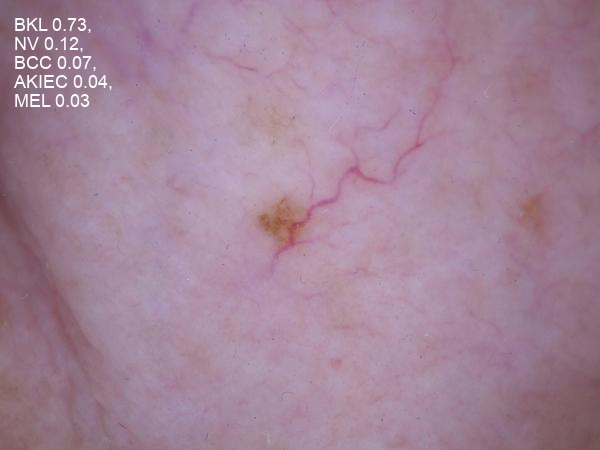 BKL 0.73,
NV 0.12,
BCC 0.07,
AKIEC 0.04,
MEL 0.03